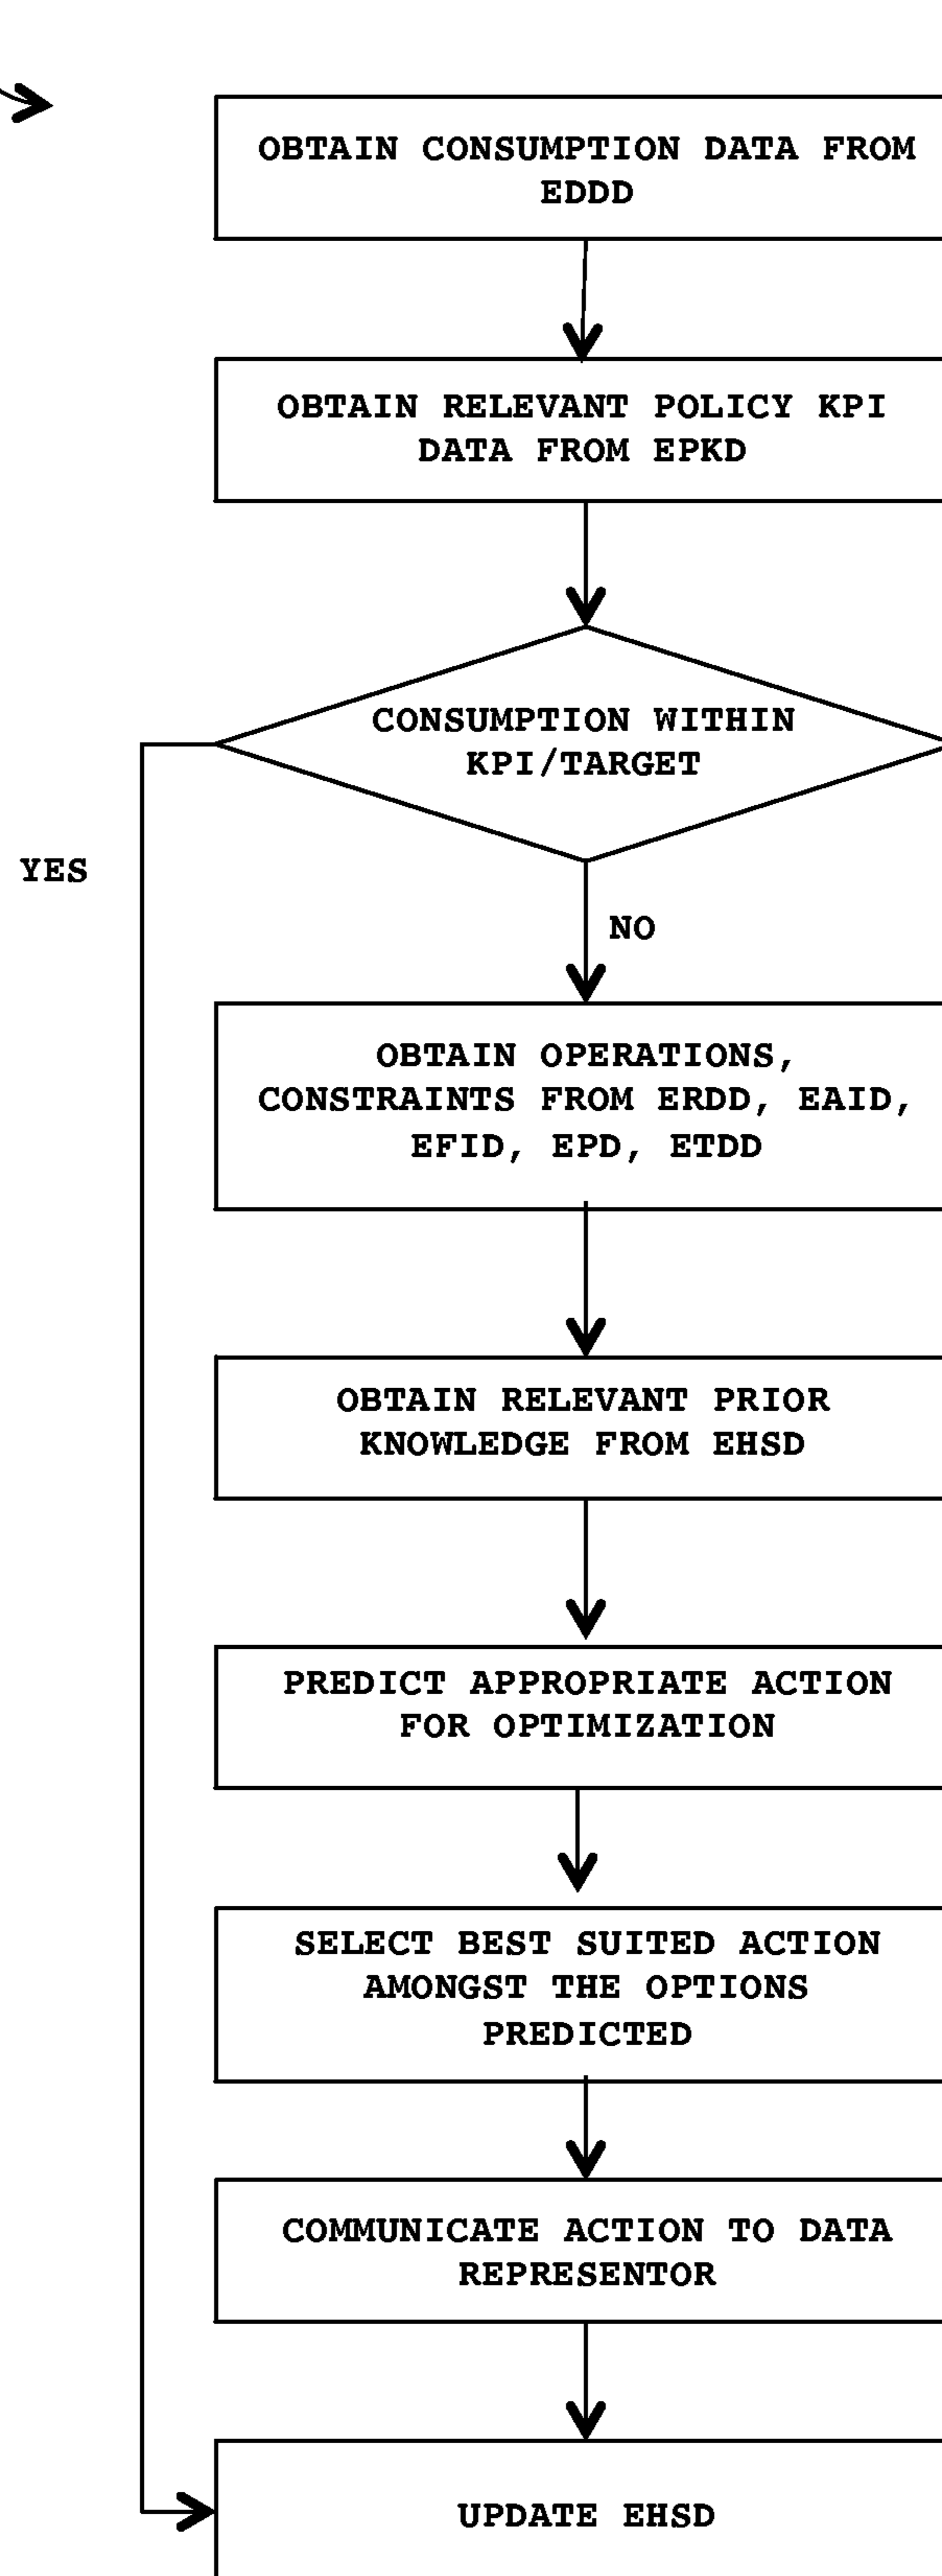 OBTAIN CONSUMPTION DATA FROM
EDDD
OBTAIN RELEVANT POLICY KPI
DATA FROM EPKD
CONSUMPTION WITHIN
KPI/TARGET
YES
NO
OBTAIN OPERATIONS,
CONSTRAINTS FROM ERDD, EAID,
EFID, EPD, ETDD
OBTAIN RELEVANT PRIOR
KNOWLEDGE FROM EHSD
PREDICT APPROPRIATE ACTION
FOR OPTIMIZATION
SELECT BEST SUITED ACTION
AMONGST THE OPTIONS
PREDICTED
COMMUNICATE ACTION TO DATA
REPRESENTOR
UPDATE EHSD